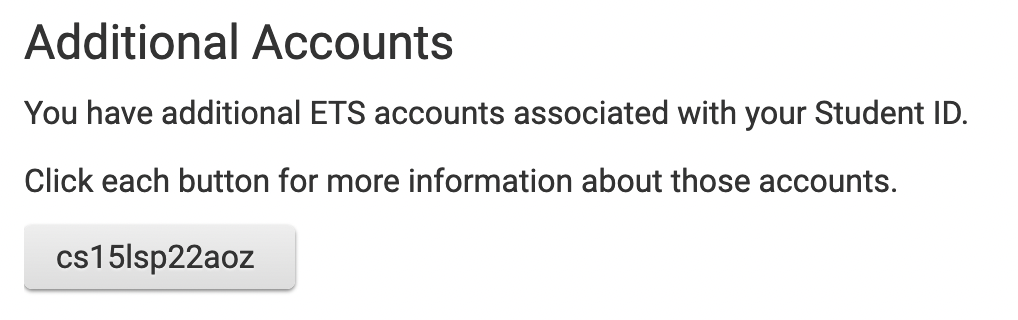 Additional Accounts
You have additional ETS accounts associated with your Student ID.
Click each button for more information about those accounts.
cs15lsp22aoz